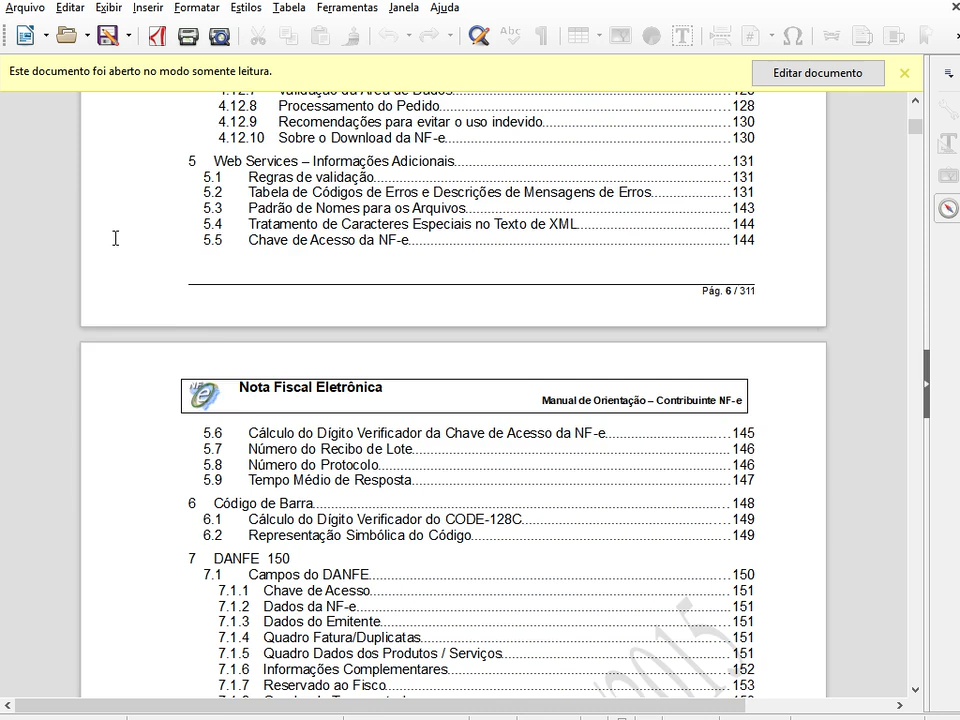 Arquivo Editar Exibir Inserir Formatar Estilos Tabela Ferramentas Janela Ajuda
Este documento foi aberto no modo somente leitura. Editar documento
4.12.7 Validação da Área de Dados 128
4.12.8 Processamento do Pedido 128
4.12.9 Recomendações para evitar o uso indevido 130
4.12.10 Sobre o Download da NF-e 130
5 Web Services – Informações Adicionais 131
5.1 Regras de validação 131
5.2 Tabela de Códigos de Erros e Descrições de Mensagens de Erros 131
5.3 Padrão de Nomes para os Arquivos 143
5.4 Tratamento de Caracteres Especiais no Texto de XML 144
5.5 Chave de Acesso da NF-e 144
Pág. 6 / 311
Nota Fiscal Eletrônica
Manual de Orientação – Contribuinte NF-e
5.6 Cálculo do Dígito Verificador da Chave de Acesso da NF-e 145
5.7 Número do Recibo de Lote 146
5.8 Número do Protocolo 146
5.9 Tempo Médio de Resposta 147
6 Código de Barra 148
6.1 Cálculo do Dígito Verificador do CODE-128C 149
6.2 Representação Simbólica do Código 149
7 DANFE 150
7.1 Campos do DANFE 150
7.1.1 Chave de Acesso 151
7.1.2 Dados da NF-e 151
7.1.3 Dados do Emitente 151
7.1.4 Quadro Fatura/Duplicatas 151
7.1.5 Quadro Dados dos Produtos / Serviços 151
7.1.6 Informações Complementares 152
7.1.7 Reservado ao Fisco 153
/2015